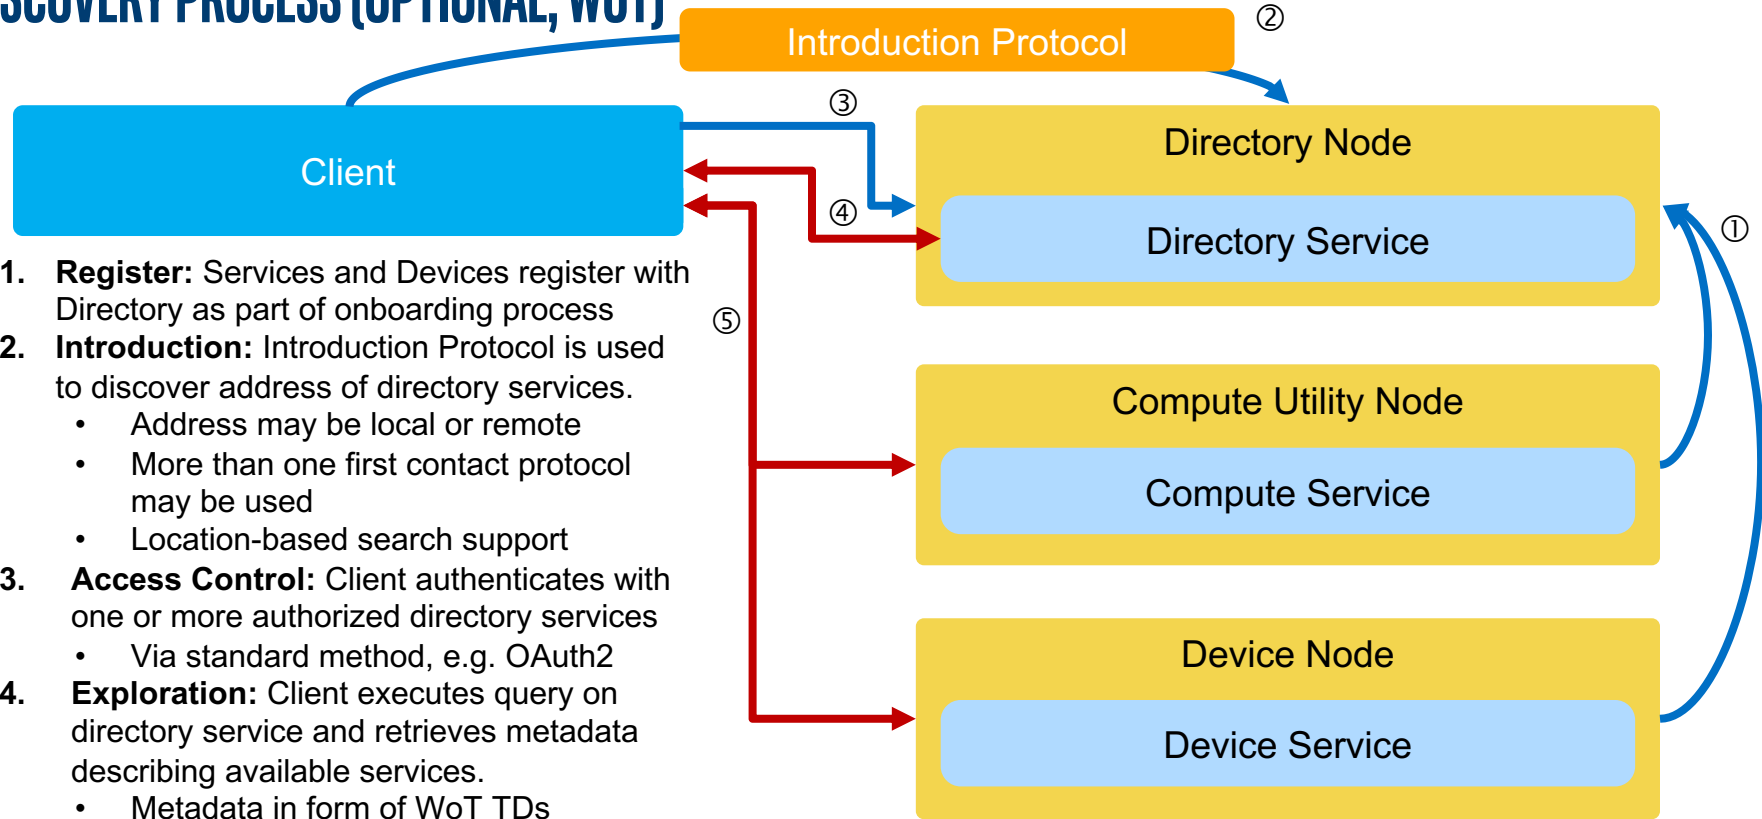 SCOVERY PROCESS (OPTIONAL, WOT)
Introduction Protocol
②
Client
③
④
⑤
Directory Node
Directory Service
①
Compute Utility Node
Compute Service
Device Node
Device Service
1. Register: Services and Devices register with
Directory as part of onboarding process
2. Introduction: Introduction Protocol is used
to discover address of directory services.
• Address may be local or remote
• More than one first contact protocol
may be used
• Location-based search support
3. Access Control: Client authenticates with
one or more authorized directory services
• Via standard method, e.g. OAuth2
4. Exploration: Client executes query on
directory service and retrieves metadata
describing available services.
• Metadata in form of WoT TDs